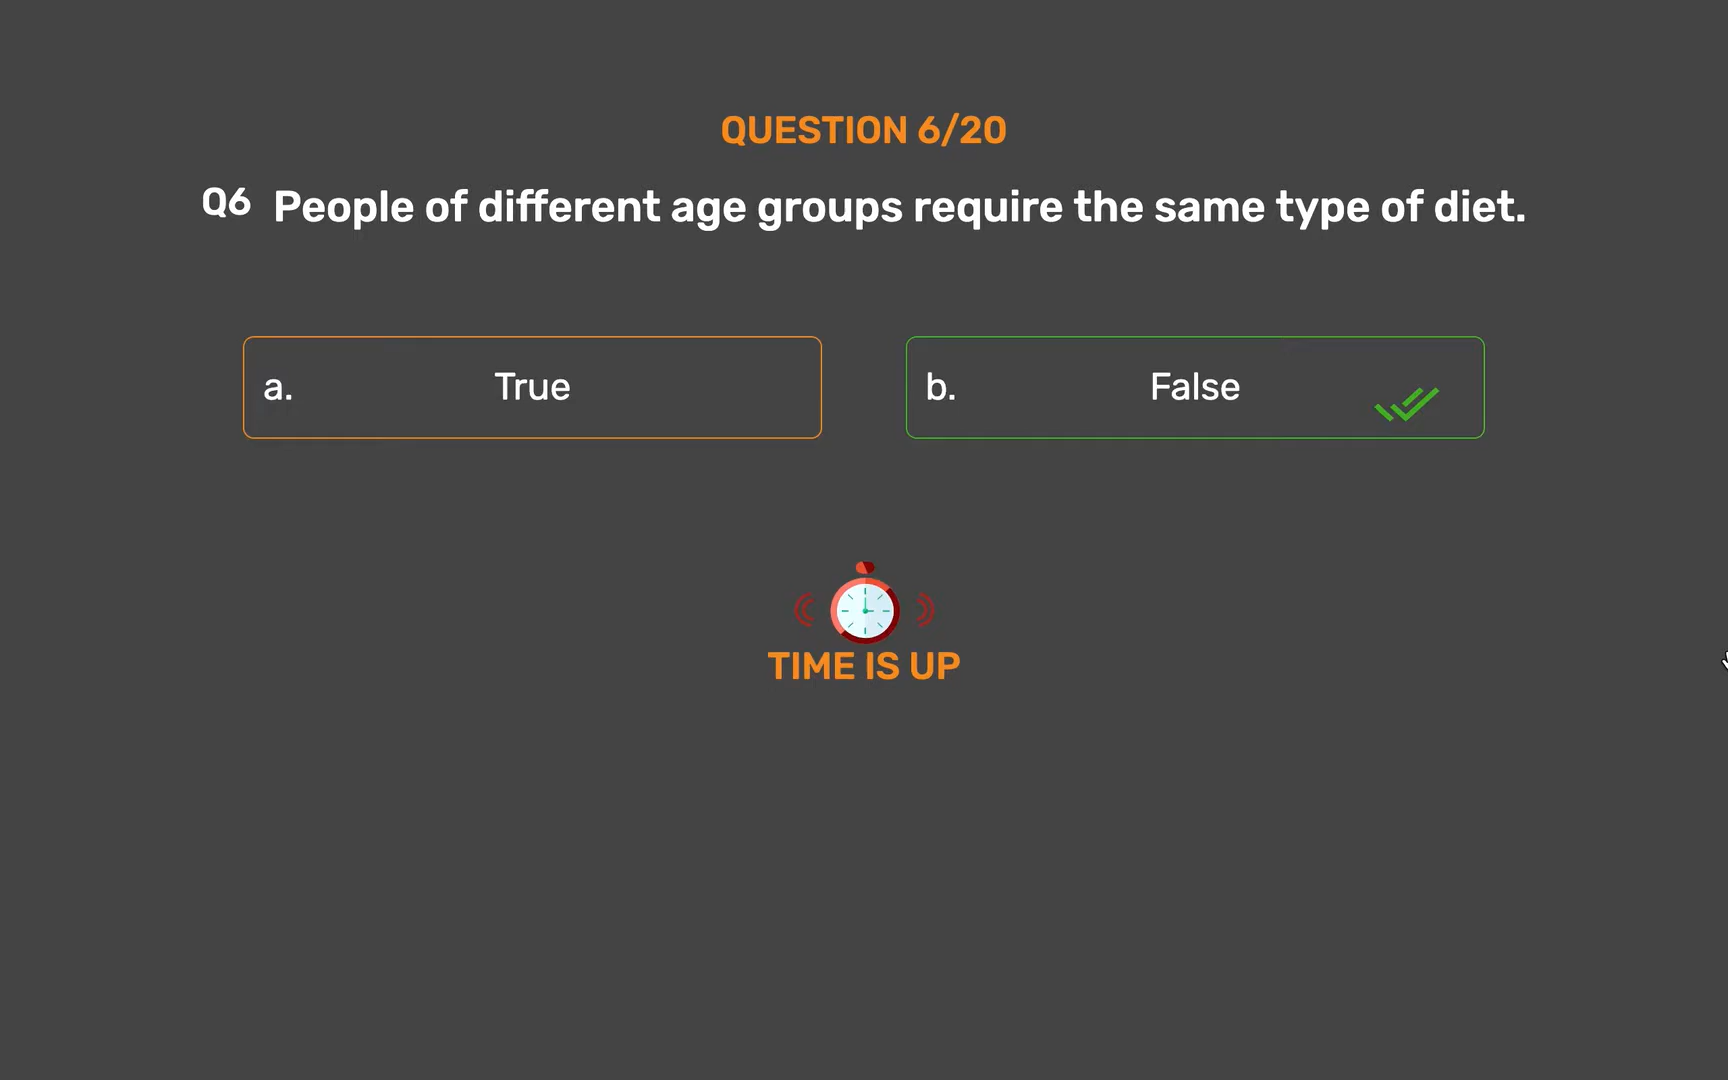 QUESTION 6/20
Q6 People of different age groups require the same type of diet.
a. True
b. False
TIME IS UP